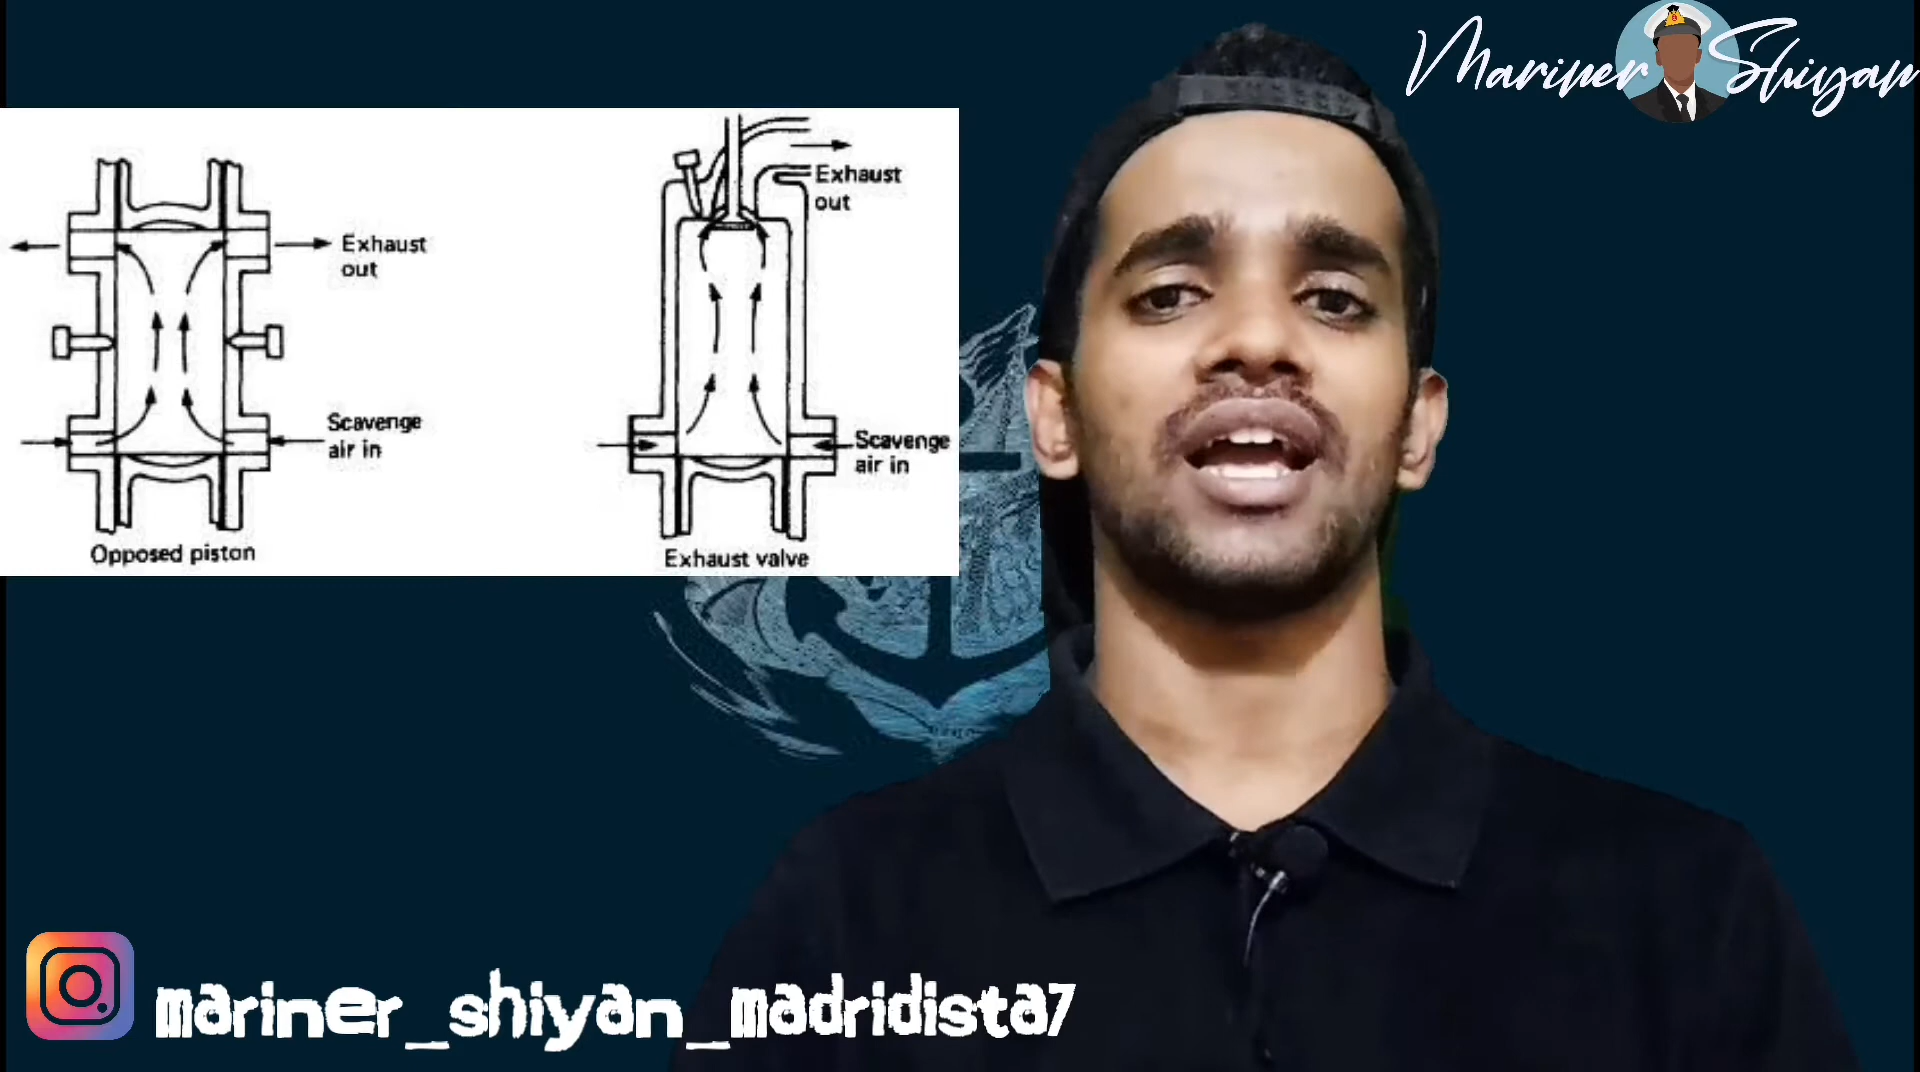 Mariner Shiyan
Exhaust
out
Scavenge
air in
Opposed piston
Exhaust
out
Scavenge
air in
Exhaust valve
mariner_shiyan_madridista7